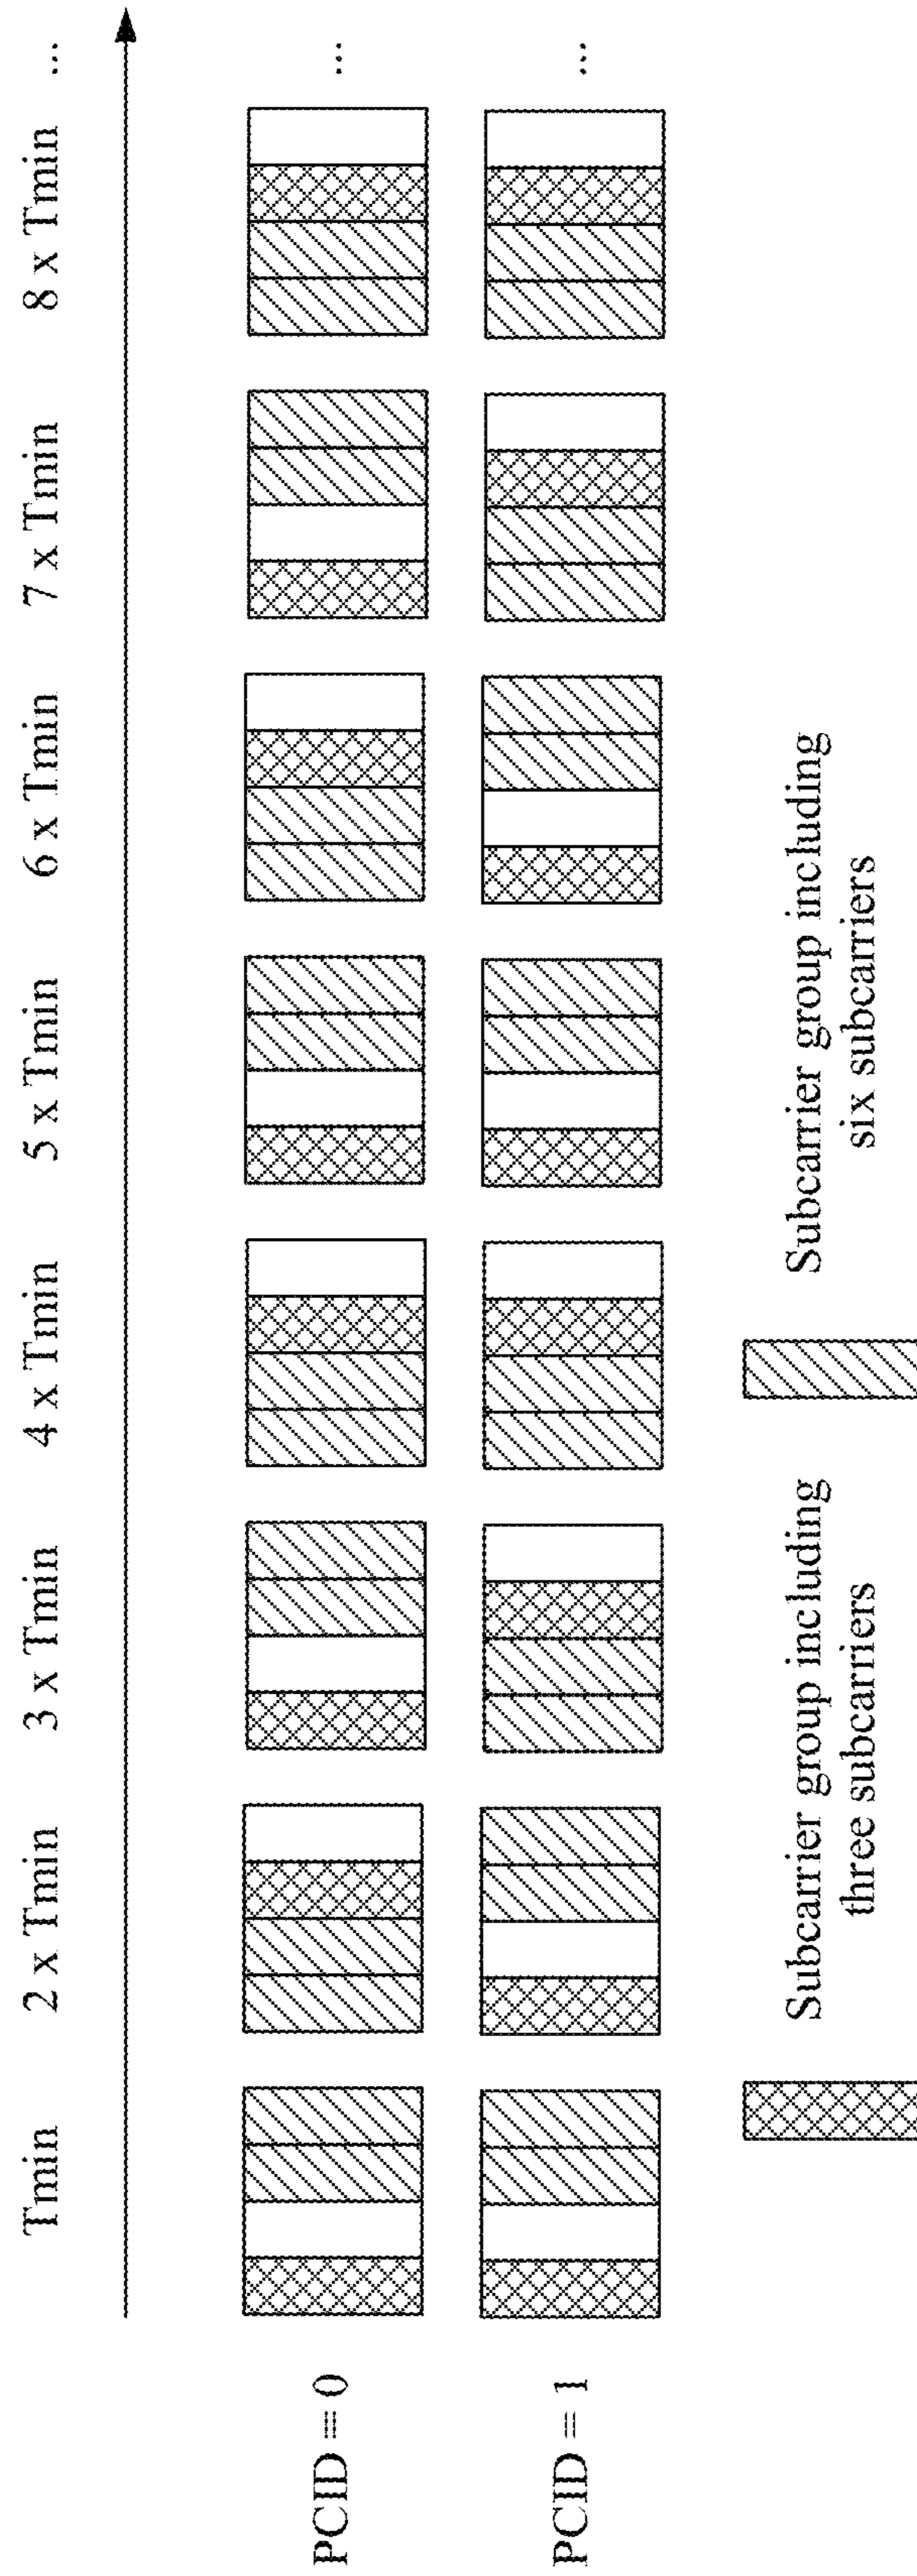 Tmin
2 x Tmin
3 x Tmin
4 x Tmin
5 x Tmin
6 x Tmin
7 x Tmin
8 x Tmin
...
PCID = 0
...
PCID = 1
...
Subcarrier group including
three subcarriers
Subcarrier group including
six subcarriers